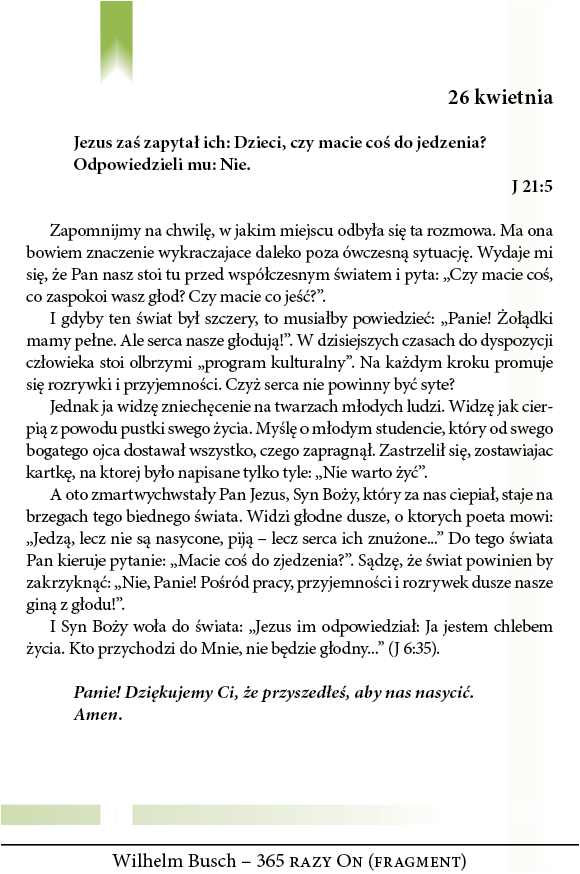 26 kwietnia
Jezus zaś zapytał ich: Dzieci, czy macie coś do jedzenia?
Odpowiedzieli mu: Nie.
J 21:5
Zapomnijmy na chwilę, w jakim miejscu odbyła się ta rozmowa. Ma ona
bowiem znaczenie wykraczajace daleko poza ówczesną sytuację. Wydaje mi
się, że Pan nasz stoi tu przed współczesnym światem i pyta: „Czy macie coś,
co zaspokoi wasz głod? Czy macie co jeść?”.
I gdyby ten świat był szczery, to musiałby powiedzieć: „Panie! Żołądki
mamy pełne. Ale serca nasze głodują!”. W dzisiejszych czasach do dyspozycji
człowieka stoi olbrzymi „program kulturalny”. Na każdym kroku promuje
się rozrywki i przyjemności. Czyż serca nie powinny być syte?
Jednak ja widzę zniechęcenie na twarzach młodych ludzi. Widzę jak cier-
pią z powodu pustki swego życia. Myślę o młodym studencie, który od swego
bogatego ojca dostawał wszystko, czego zapragnął. Zastrzelił się, zostawiajac
kartkę, na ktorej było napisane tylko tyle: „Nie warto żyć”.
A oto zmartwychwstały Pan Jezus, Syn Boży, który za nas ciepiał, staje na
brzegach tego biednego świata. Widzi głodne dusze, o ktorych poeta mowi:
„Jedzą, lecz nie są nasycone, piją – lecz serca ich znużone...” Do tego świata
Pan kieruje pytanie: „Macie coś do zjedzenia?”. Sądzę, że świat powinien by
zakrzyknąć: „Nie, Panie! Pośród pracy, przyjemności i rozrywek dusze nasze
giną z głodu!”.
I Syn Boży woła do świata: „Jezus im odpowiedział: Ja jestem chlebem
życia. Kto przychodzi do Mnie, nie będzie głodny...” (J 6:35).
Panie! Dziękujemy Ci, że przyszedłeś, aby nas nasycić.
Amen.
Wilhelm Busch – 365 razy On (fragment)